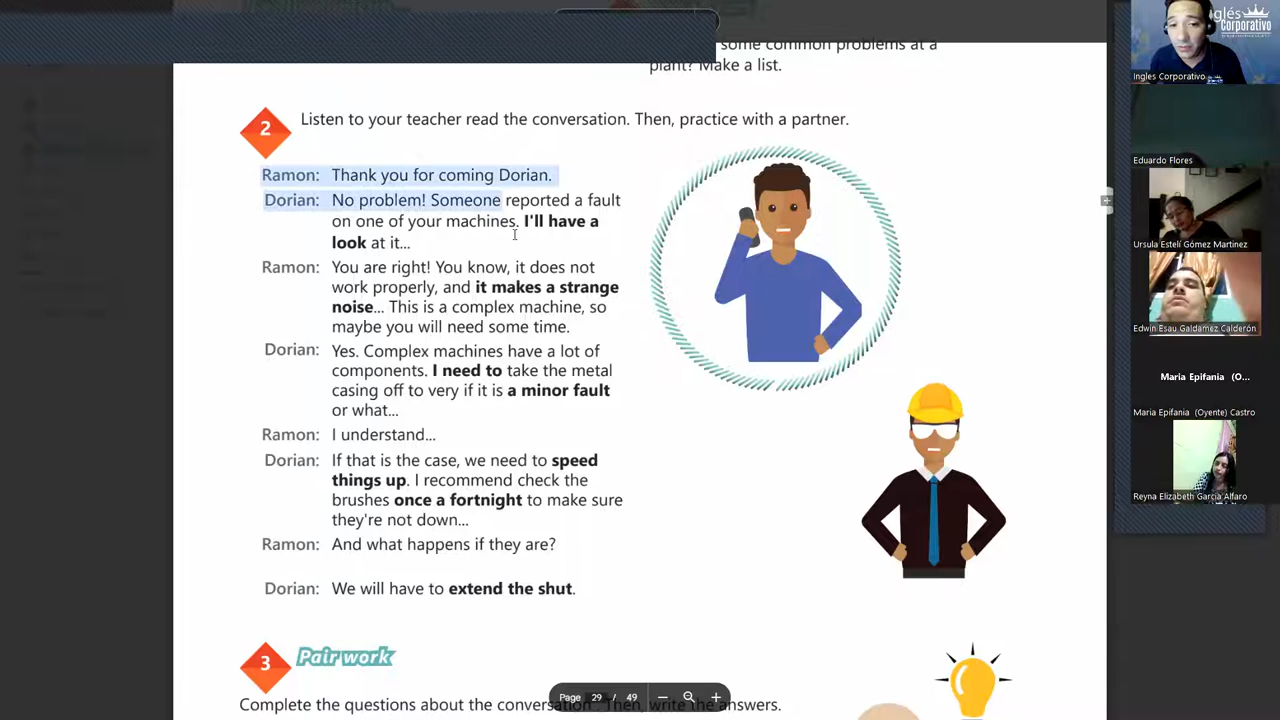 some common problems at a
plant? Make a list.
2
Listen to your teacher read the conversation. Then, practice with a partner.
Ramon: Thank you for coming Dorian.
Dorian: No problem! Someone reported a fault
on one of your machines. I'll have a
look at it...
Ramon: You are right! You know, it does not
work properly, and it makes a strange
noise... This is a complex machine, so
maybe you will need some time.
Dorian: Yes. Complex machines have a lot of
components. I need to take the metal
casing off to very if it is a minor fault
or what...
Ramon: I understand...
Dorian: If that is the case, we need to speed
things up. I recommend check the
brushes once a fortnight to make sure
they're not down...
Ramon: And what happens if they are?
Dorian: We will have to extend the shut.
3
Pair work
Complete the questions about the conversation. Then, write the answers.
Page 29 / 49
Inglés
Corporativo
Ingles Corporativo
Eduardo Flores
Ursula Estelí Gómez Martinez
Edwin Esau Galdamez Calderón
Maria Epifania (O...
Maria Epifania (Oyente) Castro
Reyna Elizabeth Garcia Alfaro